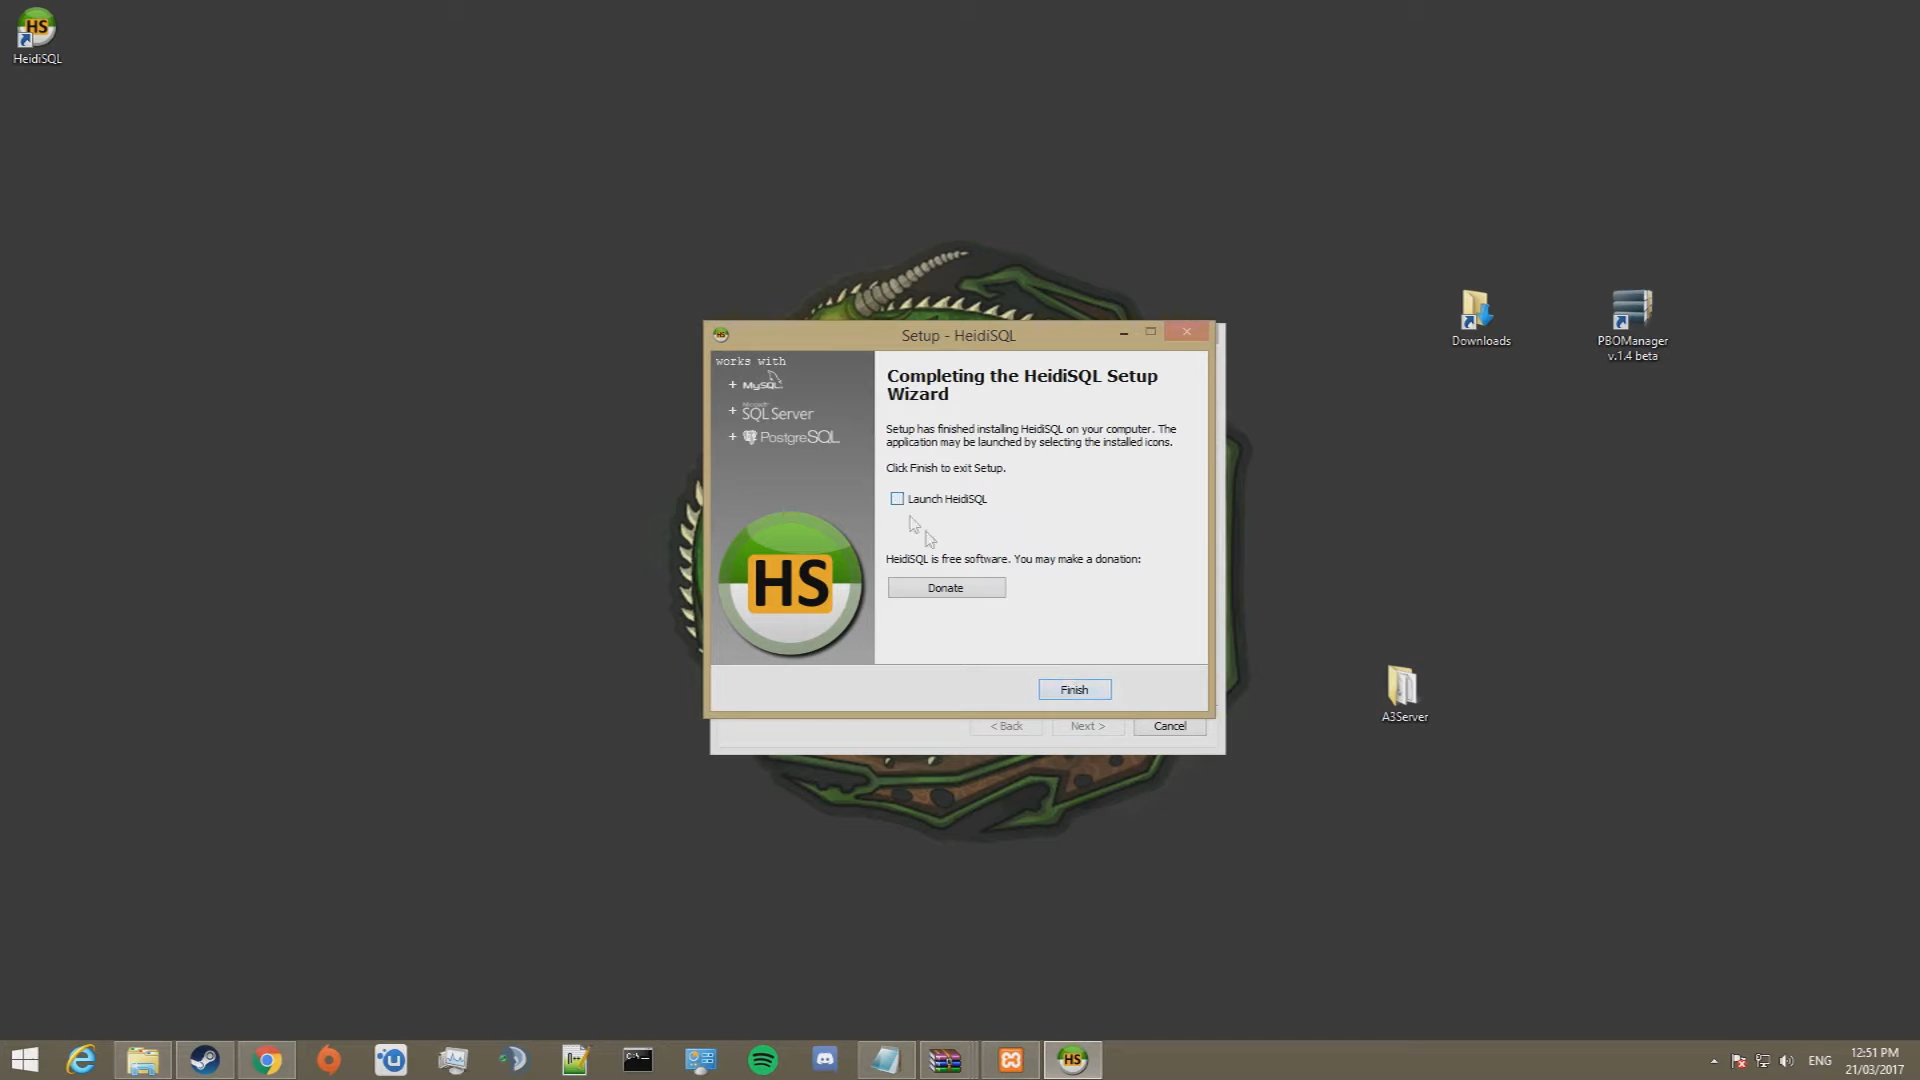 HS
HeidiSQL
Downloads
PBOManager
v.1.4 beta
A3Server
Setup - HeidiSQL
works with
+ MySQL
+ Microsoft
SQL Server
+ PostgreSQL
HS
Completing the HeidiSQL Setup
Wizard
Setup has finished installing HeidiSQL on your computer. The
application may be launched by selecting the installed icons.
Click Finish to exit Setup.
Launch HeidiSQL
HeidiSQL is free software. You may make a donation:
Donate
Finish
< Back
Next >
Cancel
HS
ENG
12:51 PM
21/03/2017